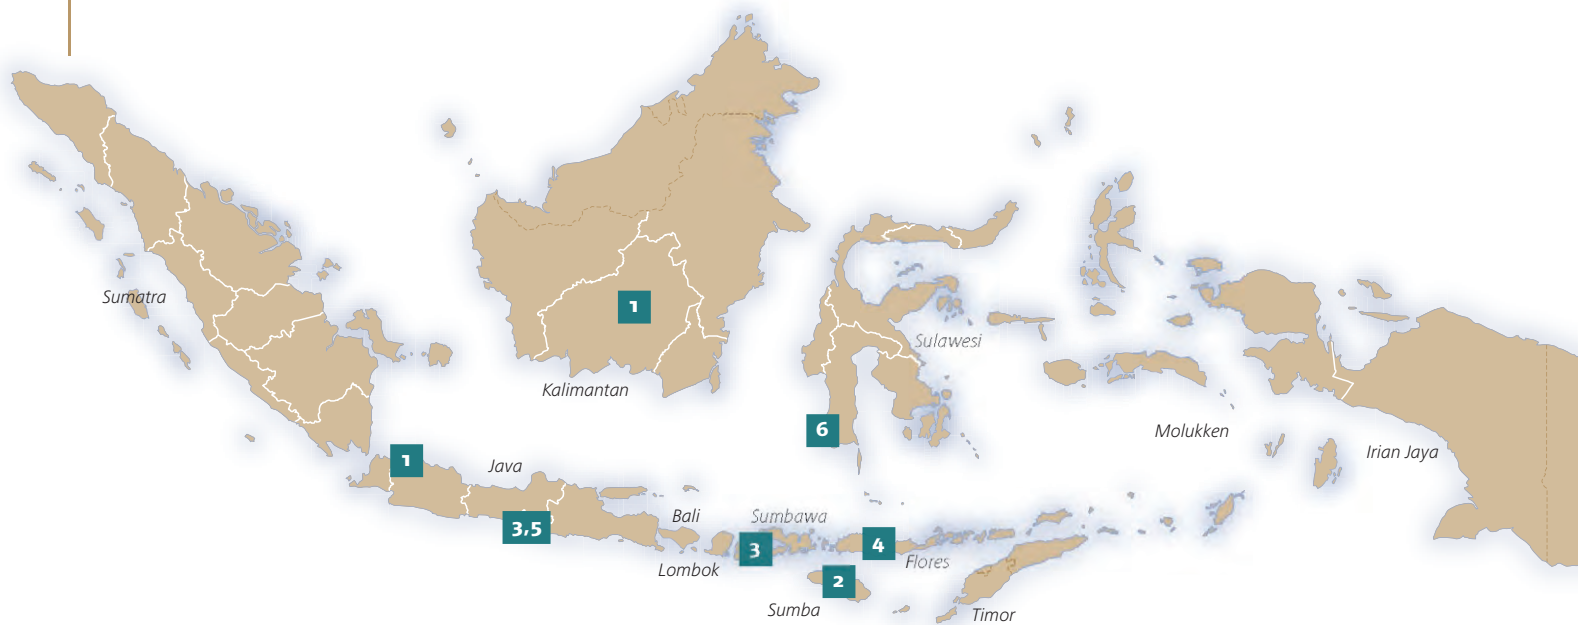 Sumatra
1
Kalimantan
Sulawesi
6
Molukken
Irian Jaya
1
Java
3,5
Bali
Lombok
Sumbawa
3
4
Flores
2
Sumba
Timor